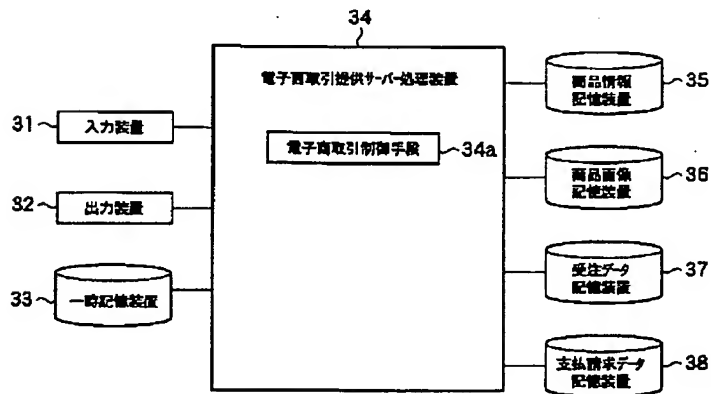 34
電子商取引提供サーバー処理装置
電子商取引制御手段
34a
31
入力装置
32
出力装置
33
一時記憶装置
商品情報
記憶装置
35
商品画像
記憶装置
36
受注データ
記憶装置
37
支払請求データ
記憶装置
38